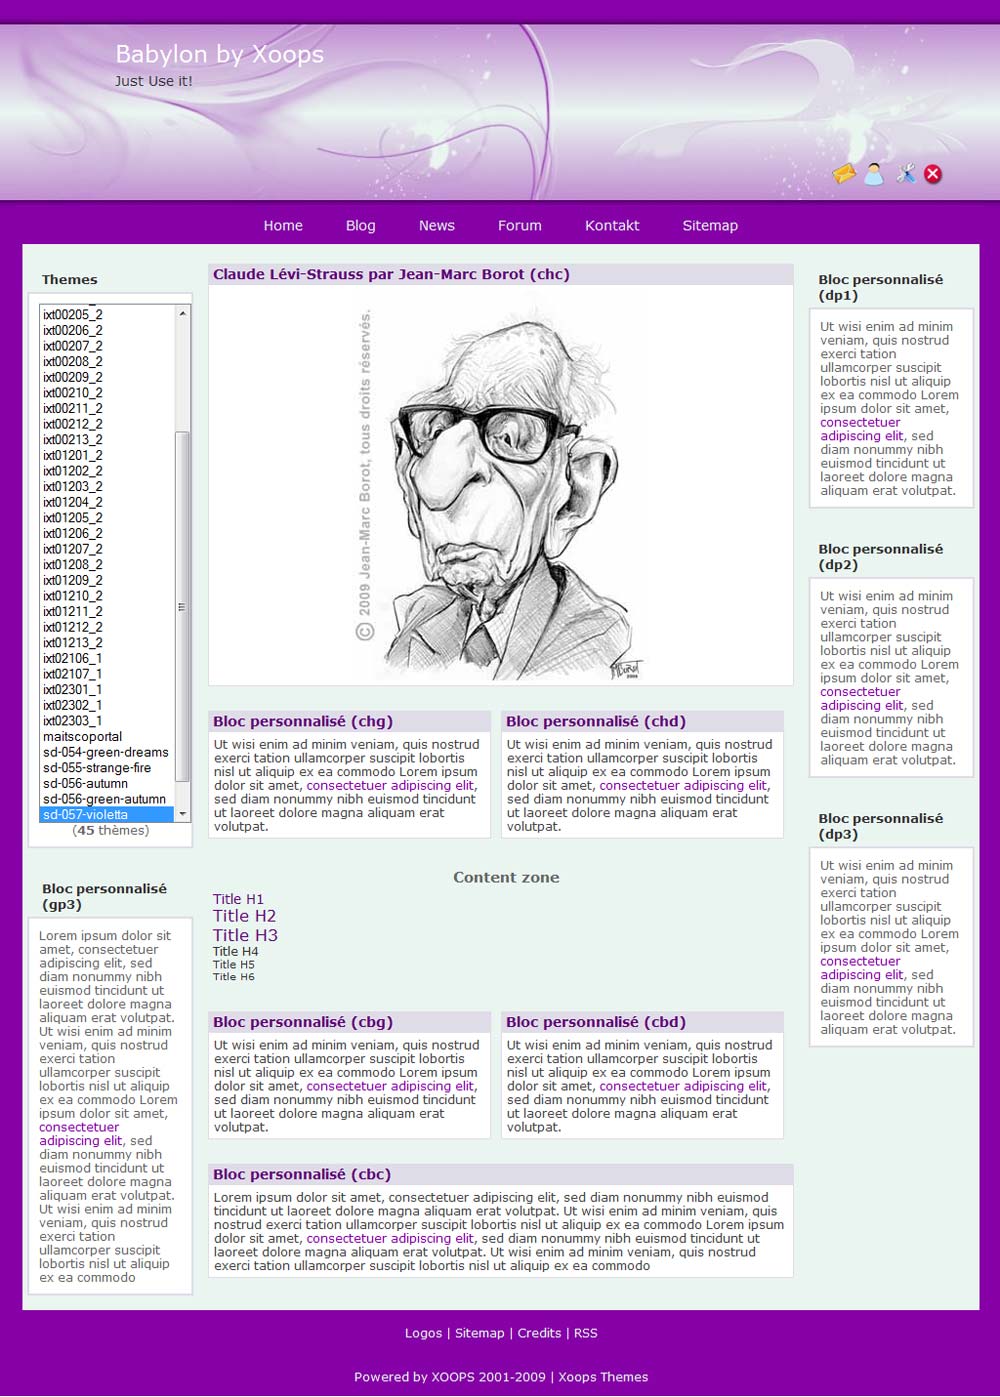 Babylon by Xoops
Just Use it!
Home Blog News Forum Kontakt Sitemap
Themes
ixt00205_2
ixt00206_2
ixt00207_2
ixt00208_2
ixt00209_2
ixt00210_2
ixt00211_2
ixt00212_2
ixt00213_2
ixt01201_2
ixt01202_2
ixt01203_2
ixt01204_2
ixt01205_2
ixt01206_2
ixt01207_2
ixt01208_2
ixt01209_2
ixt01210_2
ixt01211_2
ixt01212_2
ixt01213_2
ixt02106_1
ixt02107_1
ixt02301_1
ixt02302_1
ixt02303_1
maitscoportal
sd-054-green-dreams
sd-055-strange-fire
sd-056-autumn
sd-056-green-autumn
sd-057-violetta
(45 thèmes)
Bloc personnalisé
(gp3)
Lorem ipsum dolor sit
amet, consectetuer
adipiscing elit, sed
diam nonummy nibh
euismod tincidunt ut
laoreet dolore magna
aliquam erat volutpat.
Ut wisi enim ad minim
veniam, quis nostrud
exerci tation
ullamcorper suscipit
lobortis nisl ut aliquip
ex ea commodo Lorem
ipsum dolor sit amet,
consectetuer
adipiscing elit, sed
diam nonummy nibh
euismod tincidunt ut
laoreet dolore magna
aliquam erat volutpat.
Ut wisi enim ad minim
veniam, quis nostrud
exerci tation
ullamcorper suscipit
lobortis nisl ut aliquip
ex ea commodo
Claude Lévi-Strauss par Jean-Marc Borot (chc)
© 2009 Jean-Marc Borot, tous droits réservés.
Bloc personnalisé (chg)
Ut wisi enim ad minim veniam, quis nostrud
exerci tation ullamcorper suscipit lobortis
nisl ut aliquip ex ea commodo Lorem ipsum
dolor sit amet, consectetuer adipiscing elit,
sed diam nonummy nibh euismod tincidunt
ut laoreet dolore magna aliquam erat
volutpat.
Bloc personnalisé (chd)
Ut wisi enim ad minim veniam, quis nostrud
exerci tation ullamcorper suscipit lobortis
nisl ut aliquip ex ea commodo Lorem ipsum
dolor sit amet, consectetuer adipiscing elit,
sed diam nonummy nibh euismod tincidunt
ut laoreet dolore magna aliquam erat
volutpat.
Content zone
Title H1
Title H2
Title H3
Title H4
Title H5
Title H6
Bloc personnalisé (cbg)
Ut wisi enim ad minim veniam, quis nostrud
exerci tation ullamcorper suscipit lobortis
nisl ut aliquip ex ea commodo Lorem ipsum
dolor sit amet, consectetuer adipiscing elit,
sed diam nonummy nibh euismod tincidunt
ut laoreet dolore magna aliquam erat
volutpat.
Bloc personnalisé (cbd)
Ut wisi enim ad minim veniam, quis nostrud
exerci tation ullamcorper suscipit lobortis
nisl ut aliquip ex ea commodo Lorem ipsum
dolor sit amet, consectetuer adipiscing elit,
sed diam nonummy nibh euismod tincidunt
ut laoreet dolore magna aliquam erat
volutpat.
Bloc personnalisé (cbc)
Lorem ipsum dolor sit amet, consectetuer adipiscing elit, sed diam nonummy nibh euismod
tincidunt ut laoreet dolore magna aliquam erat volutpat. Ut wisi enim ad minim veniam, quis
nostrud exerci tation ullamcorper suscipit lobortis nisl ut aliquip ex ea commodo Lorem ipsum
dolor sit amet, consectetuer adipiscing elit, sed diam nonummy nibh euismod tincidunt ut
laoreet dolore magna aliquam erat volutpat. Ut wisi enim ad minim veniam, quis nostrud
exerci tation ullamcorper suscipit lobortis nisl ut aliquip ex ea commodo
Bloc personnalisé
(dp1)
Ut wisi enim ad minim
veniam, quis nostrud
exerci tation
ullamcorper suscipit
lobortis nisl ut aliquip
ex ea commodo Lorem
ipsum dolor sit amet,
consectetuer
adipiscing elit, sed
diam nonummy nibh
euismod tincidunt ut
laoreet dolore magna
aliquam erat volutpat.
Bloc personnalisé
(dp2)
Ut wisi enim ad minim
veniam, quis nostrud
exerci tation
ullamcorper suscipit
lobortis nisl ut aliquip
ex ea commodo Lorem
ipsum dolor sit amet,
consectetuer
adipiscing elit, sed
diam nonummy nibh
euismod tincidunt ut
laoreet dolore magna
aliquam erat volutpat.
Bloc personnalisé
(dp3)
Ut wisi enim ad minim
veniam, quis nostrud
exerci tation
ullamcorper suscipit
lobortis nisl ut aliquip
ex ea commodo Lorem
ipsum dolor sit amet,
consectetuer
adipiscing elit, sed
diam nonummy nibh
euismod tincidunt ut
laoreet dolore magna
aliquam erat volutpat.
Logos | Sitemap | Credits | RSS
Powered by XOOPS 2001-2009 | Xoops Themes